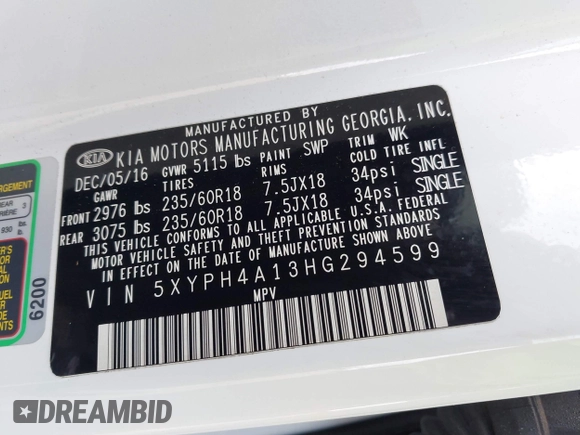 MANUFACTURED BY
KIA KIA MOTORS MANUFACTURING GEORGIA, INC.
DEC/05/16 GVWR 5115 lbs PAINT SWP TRIM WK
GAWR TIRES RIMS COLD TIRE INFL
FRONT 2976 lbs 235/60R18 7.5JX18 34psi SINGLE
REAR 3075 lbs 235/60R18 7.5JX18 34psi SINGLE
THIS VEHICLE CONFORMS TO ALL APPLICABLE U.S.A. FEDERAL
MOTOR VEHICLE SAFETY AND THEFT PREVENTION STANDARDS
IN EFFECT ON THE DATE OF MANUFACTURE SHOWN ABOVE
VIN 5XYPH4A13HG294599
MPV
6200
DREAMBID